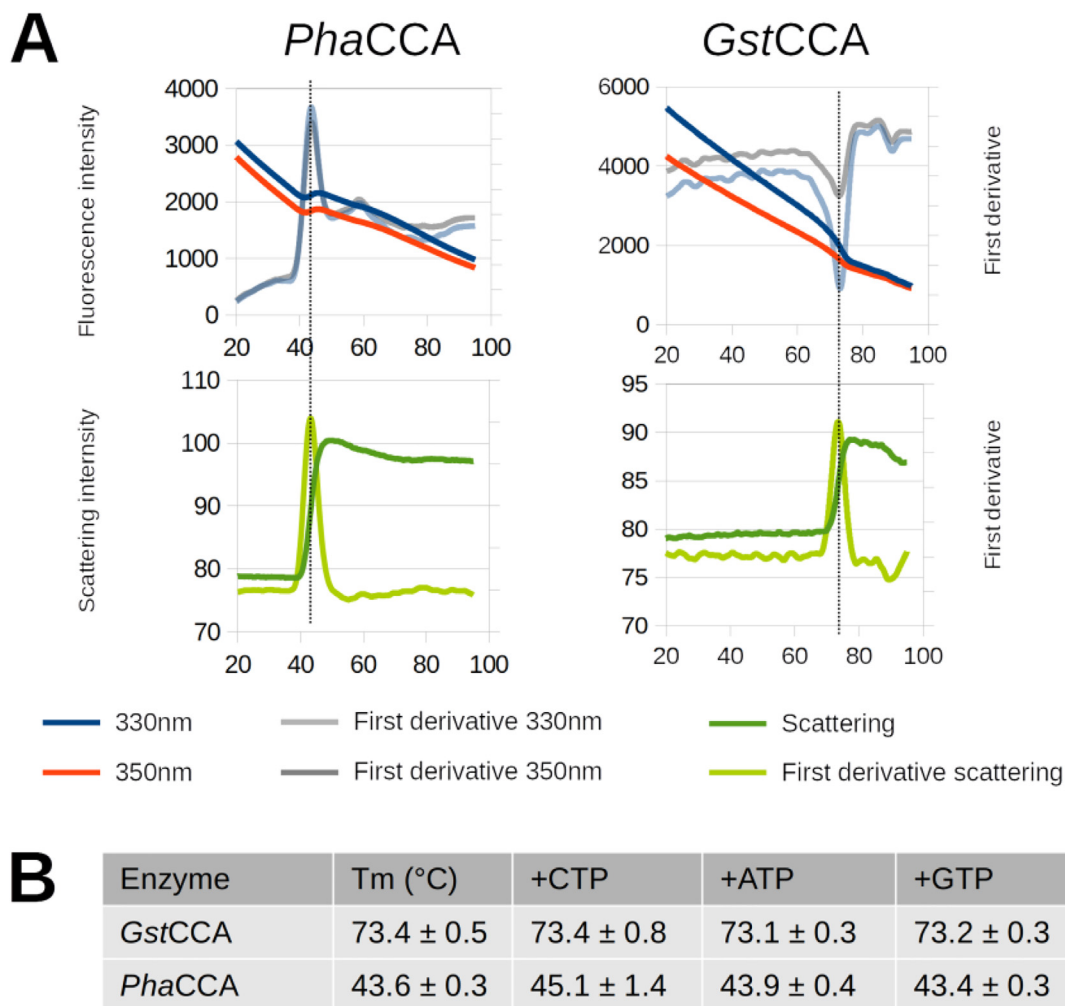 A
PhaCCA
GstCCA
Fluorescence intensity
4000
3000
2000
1000
0
20 40 60 80 100
6000
4000
2000
0
20 40 60 80 100
First derivative
Scattering internsity
110
100
90
80
70
20 40 60 80 100
95
90
85
80
75
70
20 40 60 80 100
First derivative
330nm
First derivative 330nm
Scattering
350nm
First derivative 350nm
First derivative scattering
B
Enzyme Tm (°C) +CTP +ATP +GTP
GstCCA 73.4 ± 0.5 73.4 ± 0.8 73.1 ± 0.3 73.2 ± 0.3
PhaCCA 43.6 ± 0.3 45.1 ± 1.4 43.9 ± 0.4 43.4 ± 0.3